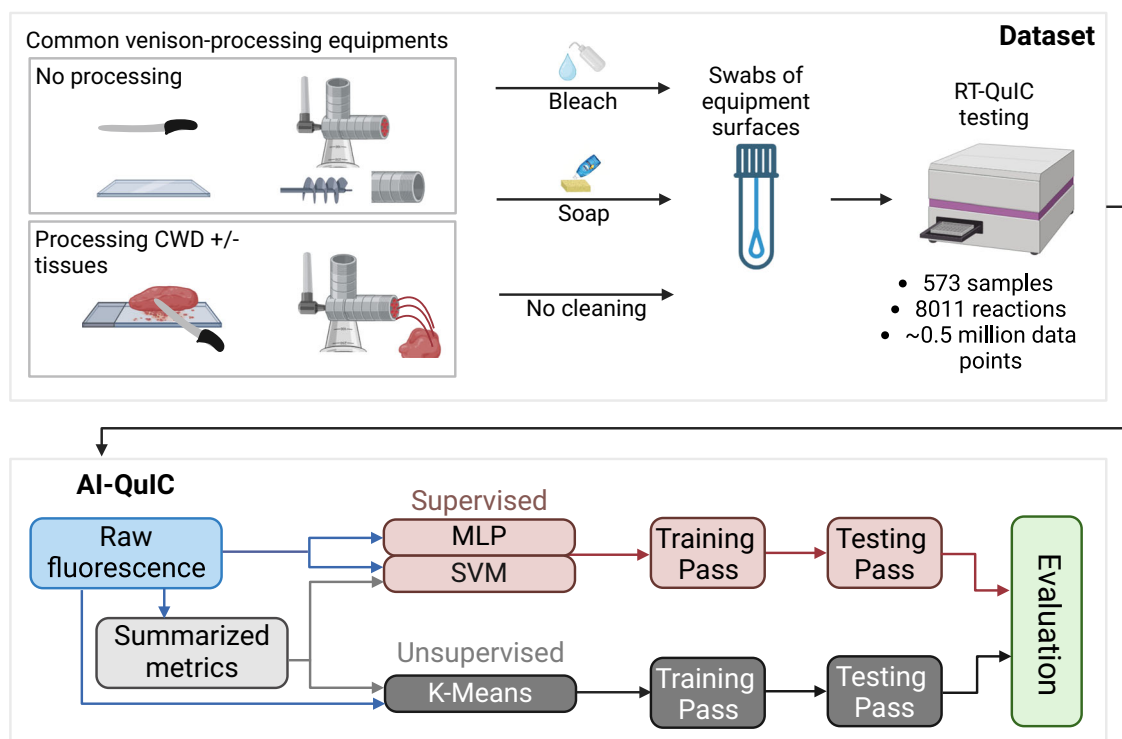 Common venison-processing equipments
Dataset
No processing
Bleach
Soap
No cleaning
Processing CWD +/-
tissues
Swabs of
equipment
surfaces
RT-QuIC
testing
• 573 samples
• 8011 reactions
• ~0.5 million data
points
AI-QuIC
Raw
fluorescence
Summarized
metrics
Supervised
MLP
SVM
Training
Pass
Testing
Pass
Unsupervised
K-Means
Training
Pass
Testing
Pass
Evaluation